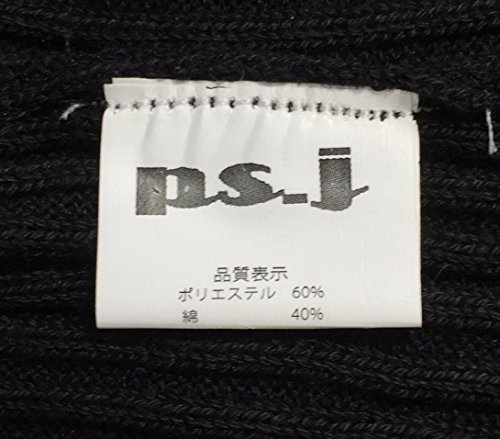 ps.j
品質表示
ポリエステル 60%
綿 40%